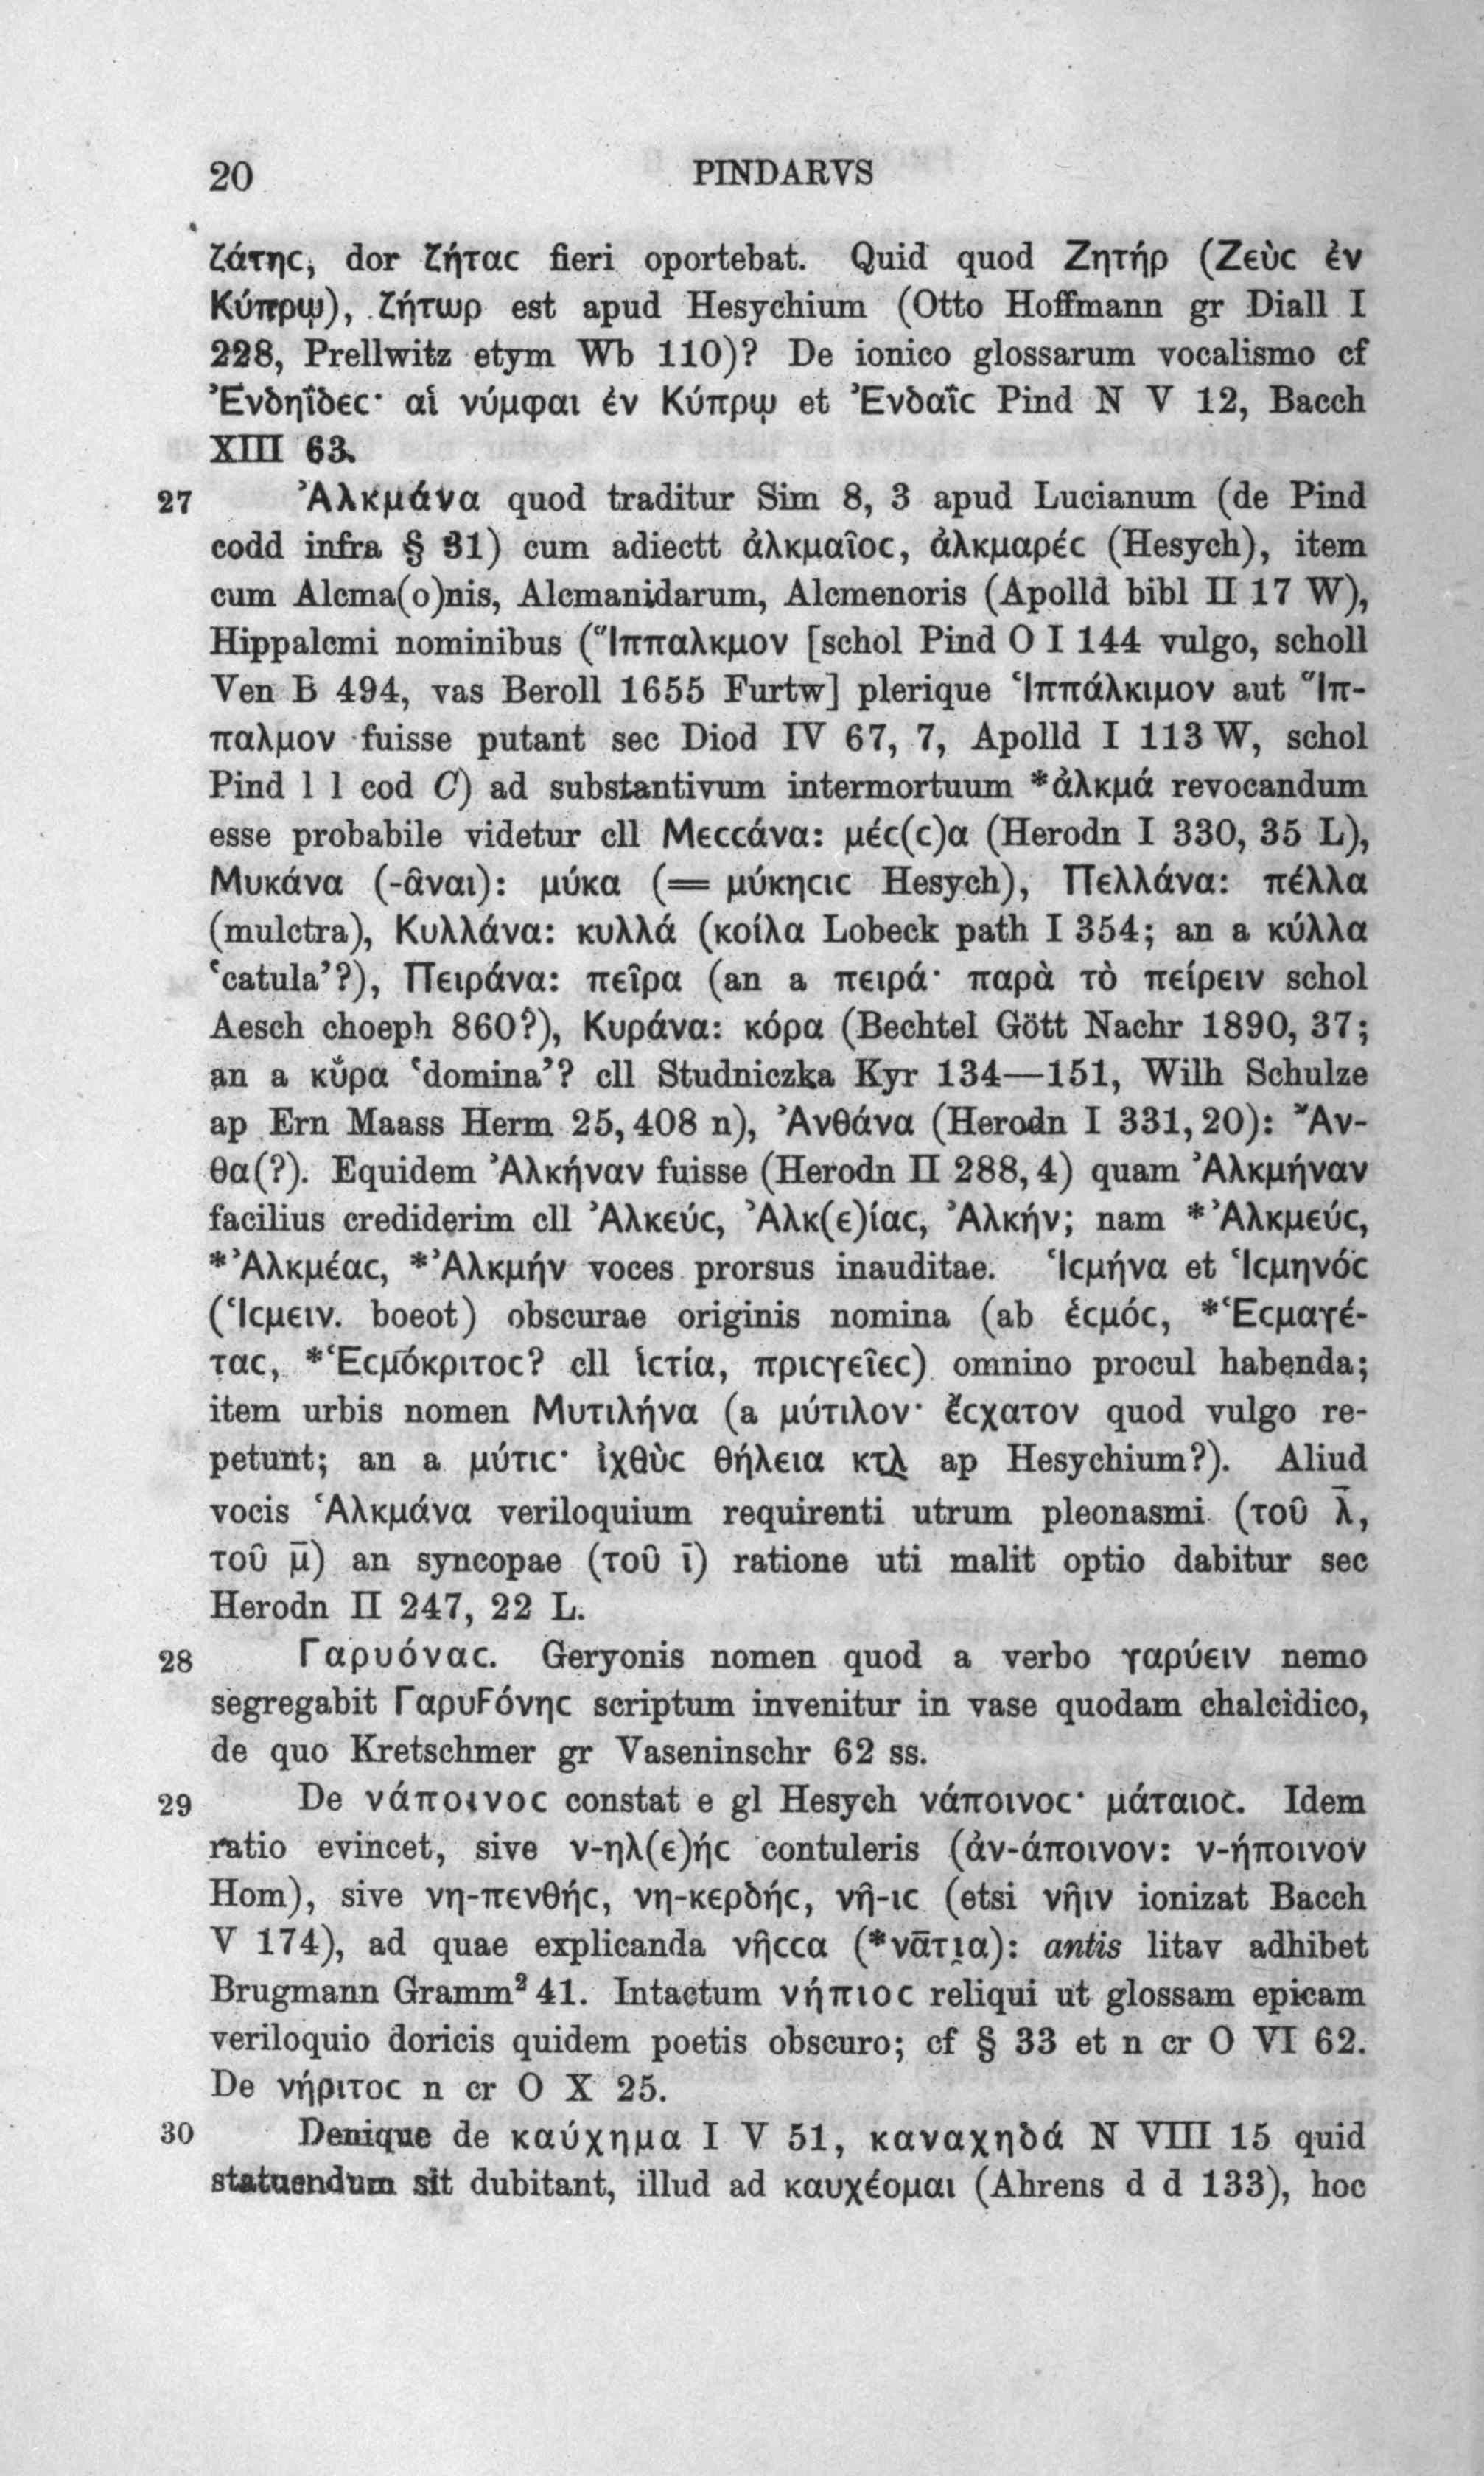 20 PINDARVS
ζάτης, dor ζήτας fieri oportebat. Quid quod Ζητήρ (Ζεὺς ἐν
Κύπρῳ), ζήτωρ est apud Hesychium (Otto Hoffmann gr Diall I
228, Prellwitz etym Wb 110)? De ionico glossarum vocalismo cf
Ἐνδηΐδες· αἱ νύμφαι ἐν Κύπρῳ et Ἐνδαΐς Pind N V 12, Bacch
XIII 63.
27 Ἀλκμάνα quod traditur Sim 8, 3 apud Lucianum (de Pind
codd infra § 31) cum adiectt ἀλκμαῖος, ἀλκμαρές (Hesych), item
cum Alcma(o)nis, Alcmanidarum, Alcmenoris (Apolld bibl II 17 W),
Hippalcmi nominibus (Ἵππαλκμον [schol Pind O I 144 vulgo, scholl
Ven B 494, vas Beroll 1655 Furtw] plerique Ἱππάλκιμον aut Ἵπ-
παλμον fuisse putant sec Diod IV 67, 7, Apolld I 113 W, schol
Pind l l cod C) ad substantivum intermortuum *ἀλκμά revocandum
esse probabile videtur cll Μεσσάνα: μές(ς)α (Herodn I 330, 35 L),
Μυκάνα (-ᾶναι): μύκα (= μύκησις Hesych), Πελλάνα: πέλλα
(mulctra), Κυλλάνα: κυλλά (κοίλα Lobeck path I 354; an a κύλλα
‘catula’?), Πειράνα: πεῖρα (an a πειρά· παρὰ τὸ πείρειν schol
Aesch choeph 860?), Κυράνα: κόρα (Bechtel Gött Nachr 1890, 37;
an a κῦρα ‘domina’? cll Studniczka Kyr 134—151, Wilh Schulze
ap Ern Maass Herm 25, 408 n), Ἀνθάνα (Herodn I 331, 20): Ἄν-
θα(?). Equidem Ἀλκήναν fuisse (Herodn II 288, 4) quam Ἀλκμήναν
facilius crediderim cll Ἀλκεύς, Ἀλκ(ε)ίας, Ἀλκήν; nam *Ἀλκμεύς,
*Ἀλκμέας, *Ἀλκμήν voces prorsus inauditae. Ἱσμήνα et Ἱσμηνός
(Ἱσμειν. boeot) obscurae originis nomina (ab ἑσμός, *Ἑσμαγέ-
τας, *Ἑσμόκριτος? cll ἱστία, πρισγεῖες) omnino procul habenda;
item urbis nomen Μυτιλήνα (a μύτιλον· ἔσχατον quod vulgo re-
petunt; an a μύτις· ἰχθὺς θήλεια κτλ ap Hesychium?). Aliud
vocis Ἁλκμάνα veriloquium requirenti utrum pleonasmi (τοῦ λ̄,
τοῦ μ̄) an syncopae (τοῦ ῑ) ratione uti malit optio dabitur sec
Herodn II 247, 22 L.
28 Γαρυόνας. Geryonis nomen quod a verbo γαρύειν nemo
segregabit ΓαρυϜόνης scriptum invenitur in vase quodam chalcidico,
de quo Kretschmer gr Vaseninschr 62 ss.
29 De νάποινος constat e gl Hesych νάποινος· μάταιος. Idem
ratio evincet, sive ν-ηλ(ε)ής contuleris (ἀν-άποινον: ν-ήποινον
Hom), sive νη-πενθής, νη-κερδής, νῆ-ις (etsi νῆιν ionizat Bacch
V 174), ad quae explicanda νῆσσα (*νᾱτι̯α): antis litav adhibet
Brugmann Gramm² 41. Intactum νήπιος reliqui ut glossam epicam
veriloquio doricis quidem poetis obscuro; cf § 33 et n cr O VI 62.
De νήριτος n cr O X 25.
30 Denique de καύχημα I V 51, καναχηδά N VIII 15 quid
statuendum sit dubitant, illud ad καυχέομαι (Ahrens d d 133), hoc